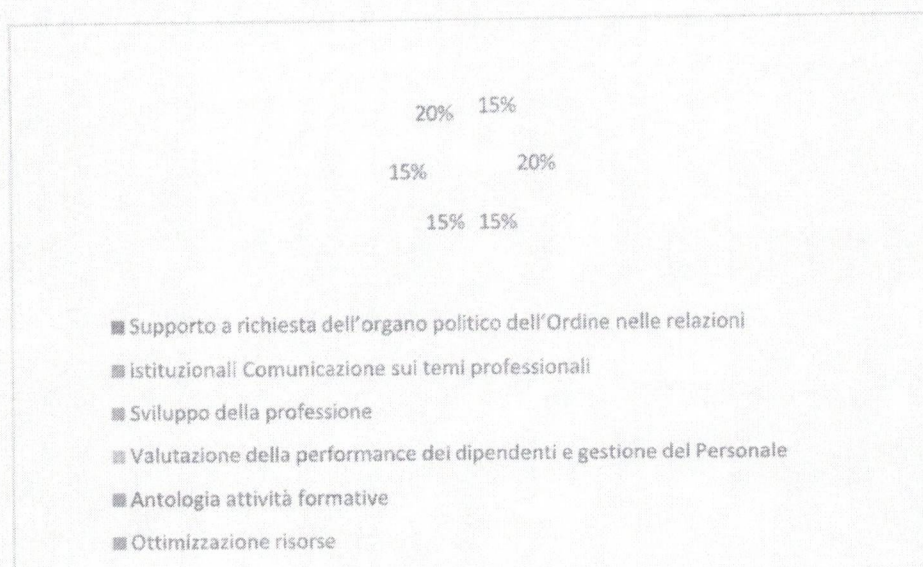 20% 15%
15% 20%
15% 15%
Supporto a richiesta dell'organo politico dell'Ordine nelle relazioni
istituzionali Comunicazione sui temi professionali
Sviluppo della professione
Valutazione della performance dei dipendenti e gestione del Personale
Antologia attività formative
Ottimizzazione risorse